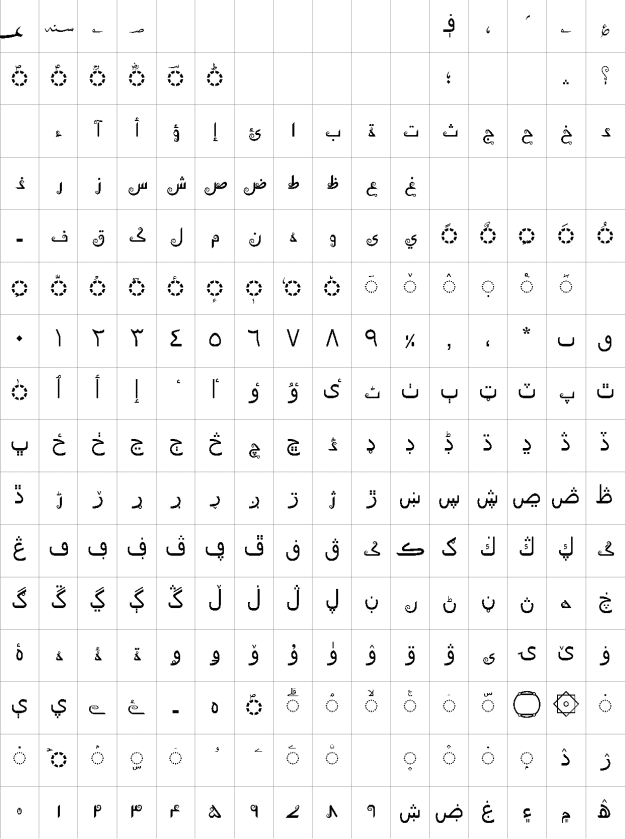 ؀ ؁ ؂ ؃ ؋ ، ؍ ؎ ؏
◌ؐ ◌ؑ ◌ؒ ◌ؓ ◌ؔ ◌ؕ ؛ ؞ ؟
ء آ أ ؤ إ ئ ا ب ة ت ث ج ح خ د
ذ ر ز س ش ص ض ط ظ ع غ
ـ ف ق ك ل م ن ه و ى ي ◌ً ◌ٌ ◌ٍ ◌َ ◌ُ
◌ِ ◌ّ ◌ْ ◌ٓ ◌ٔ ◌ٕ ◌ٖ ◌ٗ ◌٘ ◌ٙ ◌ٚ ◌ٛ ◌ٜ ◌ٝ ◌ٞ
٠ ١ ٢ ٣ ٤ ٥ ٦ ٧ ٨ ٩ ٪ ٫ ٬ ٭ ٮ ٯ
◌ٰ ٱ ٲ ٳ ٴ ٵ ٶ ٷ ٸ ٹ ٺ ٻ ټ ٽ پ ٿ
ڀ ځ ڂ ڃ ڄ څ چ ڇ ڈ ډ ڊ ڋ ڌ ڍ ڎ ڏ
ڐ ڑ ڒ ړ ڔ ڕ ږ ڗ ژ ڙ ښ ڛ ڜ ڝ ڞ ڟ
ڠ ڡ ڢ ڣ ڤ ڥ ڦ ڧ ڨ ک ڪ ګ ڬ ڭ ڮ گ
ڰ ڱ ڲ ڳ ڴ ڵ ڶ ڷ ڸ ڹ ں ڻ ڼ ڽ ھ ڿ
ۀ ہ ۂ ۃ ۄ ۅ ۆ ۇ ۈ ۉ ۊ ۋ ی ۍ ێ ۏ
ې ۑ ے ۓ ۔ ە ◌ۖ ◌ۗ ◌ۘ ◌ۙ ◌ۚ ◌ۛ ◌ۜ ۝ ۞ ◌۟
◌۠ ◌ۡ ◌ۢ ◌ۣ ◌ۤ ۥ ۦ ◌ۧ ◌ۨ ◌۪ ◌۫ ◌۬ ◌ۭ ۮ ۯ
۰ ۱ ۲ ۳ ۴ ۵ ۶ ۷ ۸ ۹ ۺ ۻ ۼ ۽ ۾ ۿ